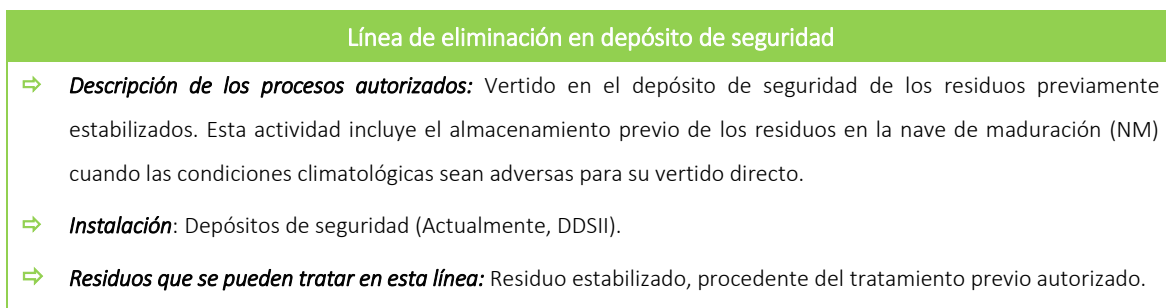 Línea de eliminación en depósito de seguridad
⇨ Descripción de los procesos autorizados: Vertido en el depósito de seguridad de los residuos previamente
estabilizados. Esta actividad incluye el almacenamiento previo de los residuos en la nave de maduración (NM)
cuando las condiciones climatológicas sean adversas para su vertido directo.
⇨ Instalación: Depósitos de seguridad (Actualmente, DDSII).
⇨ Residuos que se pueden tratar en esta línea: Residuo estabilizado, procedente del tratamiento previo autorizado.